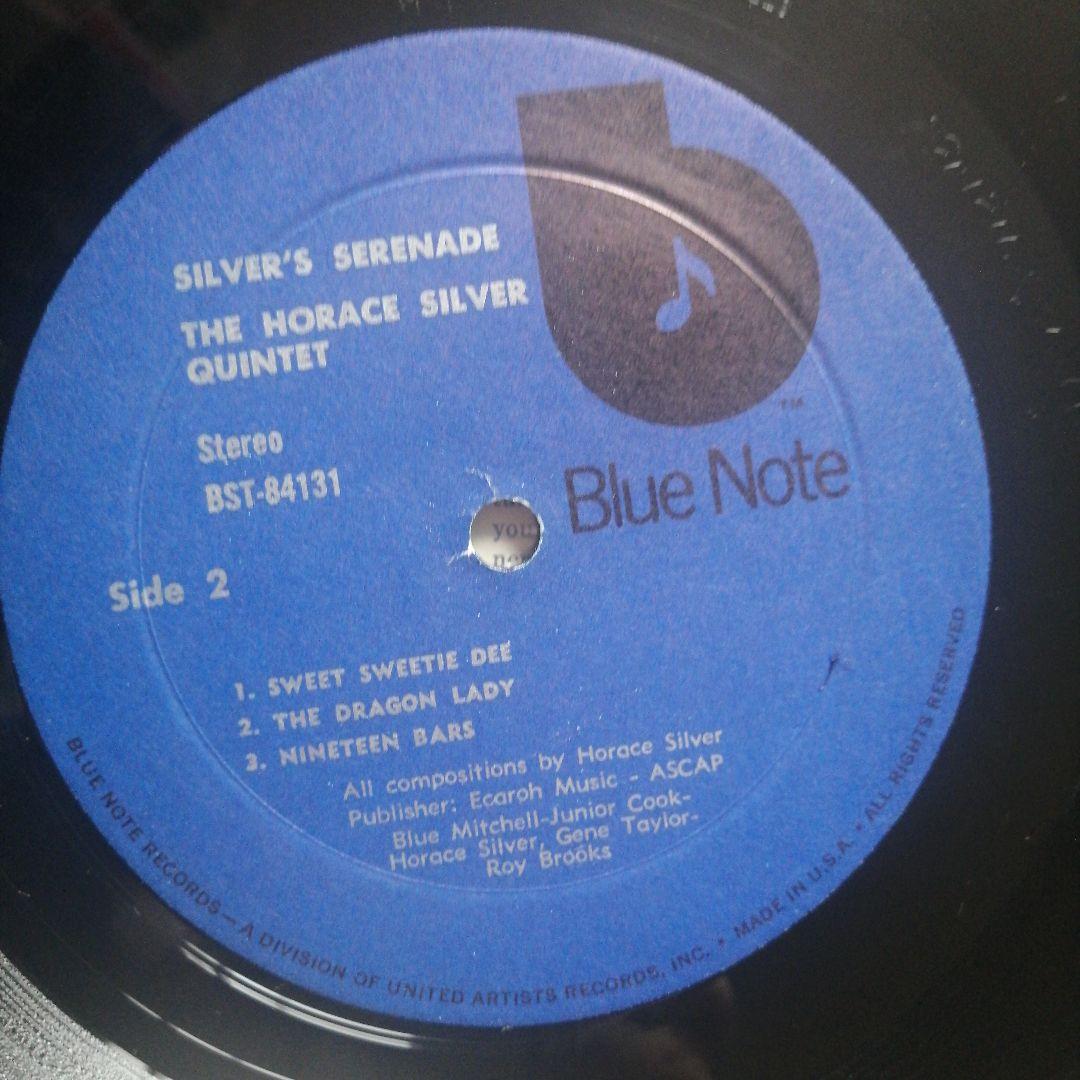 SILVER'S SERENADE
THE HORACE SILVER
QUINTET
Stereo
BST-84131
Blue Note
TM
you
Side 2
1. SWEET SWEETIE DEE
2. THE DRAGON LADY
3. NINETEEN BARS
All compositions by Horace Silver
Publisher: Ecaroh Music - ASCAP
Blue Mitchell-Junior Cook-
Horace Silver, Gene Taylor-
Roy Brooks
BLUE NOTE RECORDS — A DIVISION OF UNITED ARTISTS RECORDS, INC. • MADE IN U.S.A. • ALL RIGHTS RESERVED